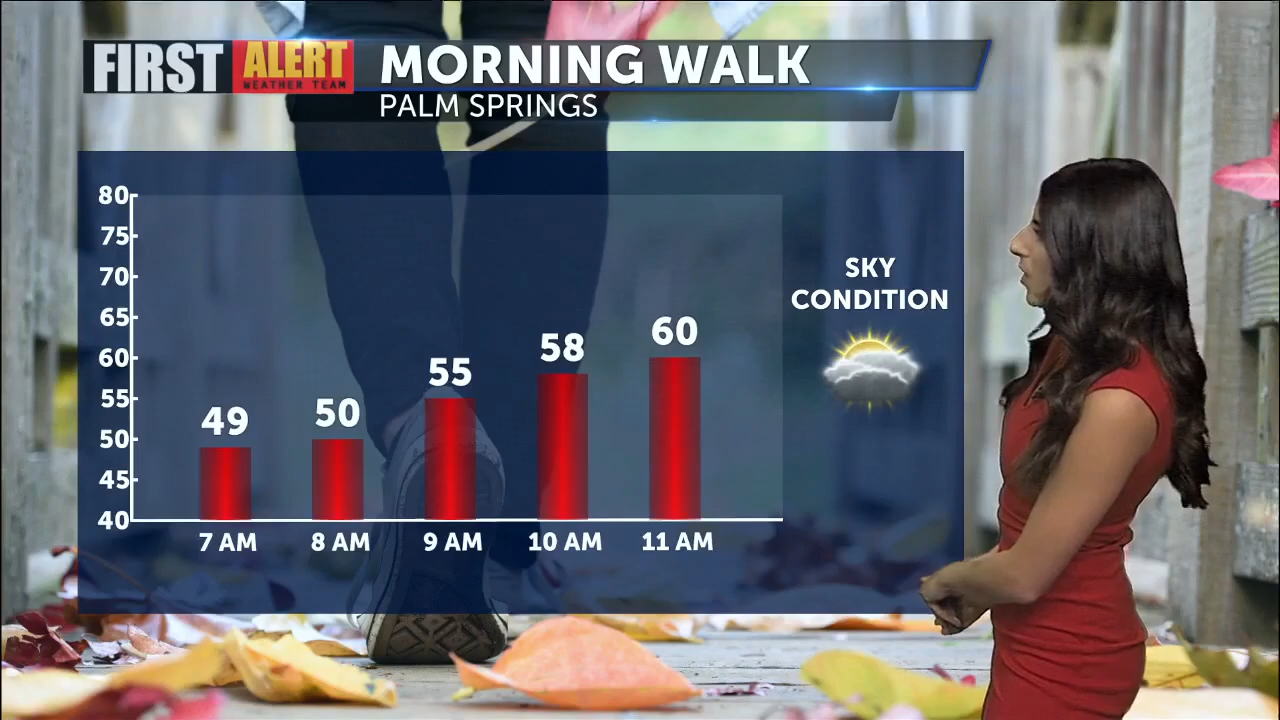 FIRST ALERT
WEATHER TEAM
MORNING WALK
PALM SPRINGS
80
75
70
65
60
55
50
45
40
49
50
55
58
60
7 AM
8 AM
9 AM
10 AM
11 AM
SKY
CONDITION